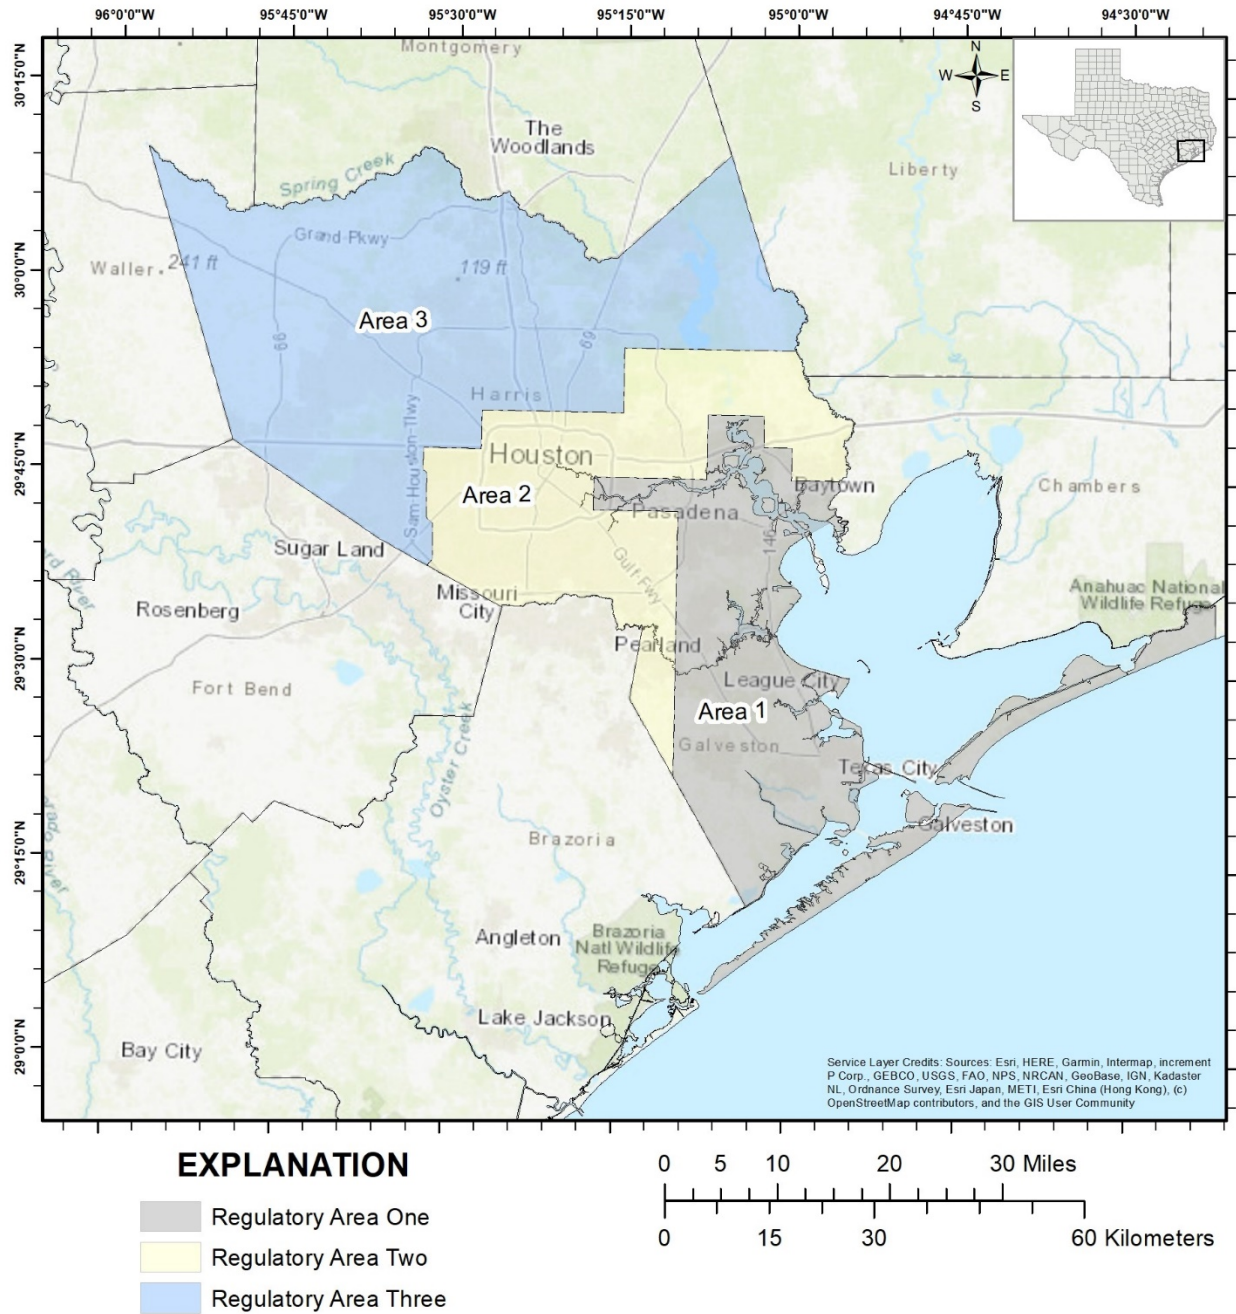 96°0'0"W
95°45'0"W
95°30'0"W
95°15'0"W
95°0'0"W
94°45'0"W
94°30'0"W
30°15'0"N
30°0'0"N
29°45'0"N
29°30'0"N
29°15'0"N
29°0'0"N
Montgomery
N
W E
S
The
Woodlands
Liberty
Spring Creek
Grand Pkwy
Waller
241 ft
119 ft
Area 3
99
69
Harris
Sam Houston Tlwy
Houston
Area 2
Baytown
Chambers
Pasadena
146
Sugar Land
Gulf Fwy
Missouri
City
Anahuac National
Wildlife Refuge
Rosenberg
Pearland
League City
Fort Bend
Area 1
Galveston
Oyster Creek
Texas City
Galveston
Brazoria
Angleton
Brazoria
Natl Wildlife
Refuge
Lake Jackson
Bay City
Service Layer Credits: Sources: Esri, HERE, Garmin, Intermap, increment
P Corp., GEBCO, USGS, FAO, NPS, NRCAN, GeoBase, IGN, Kadaster
NL, Ordnance Survey, Esri Japan, METI, Esri China (Hong Kong), (c)
OpenStreetMap contributors, and the GIS User Community
EXPLANATION
Regulatory Area One
Regulatory Area Two
Regulatory Area Three
0 5 10 20 30 Miles
0 15 30 60 Kilometers